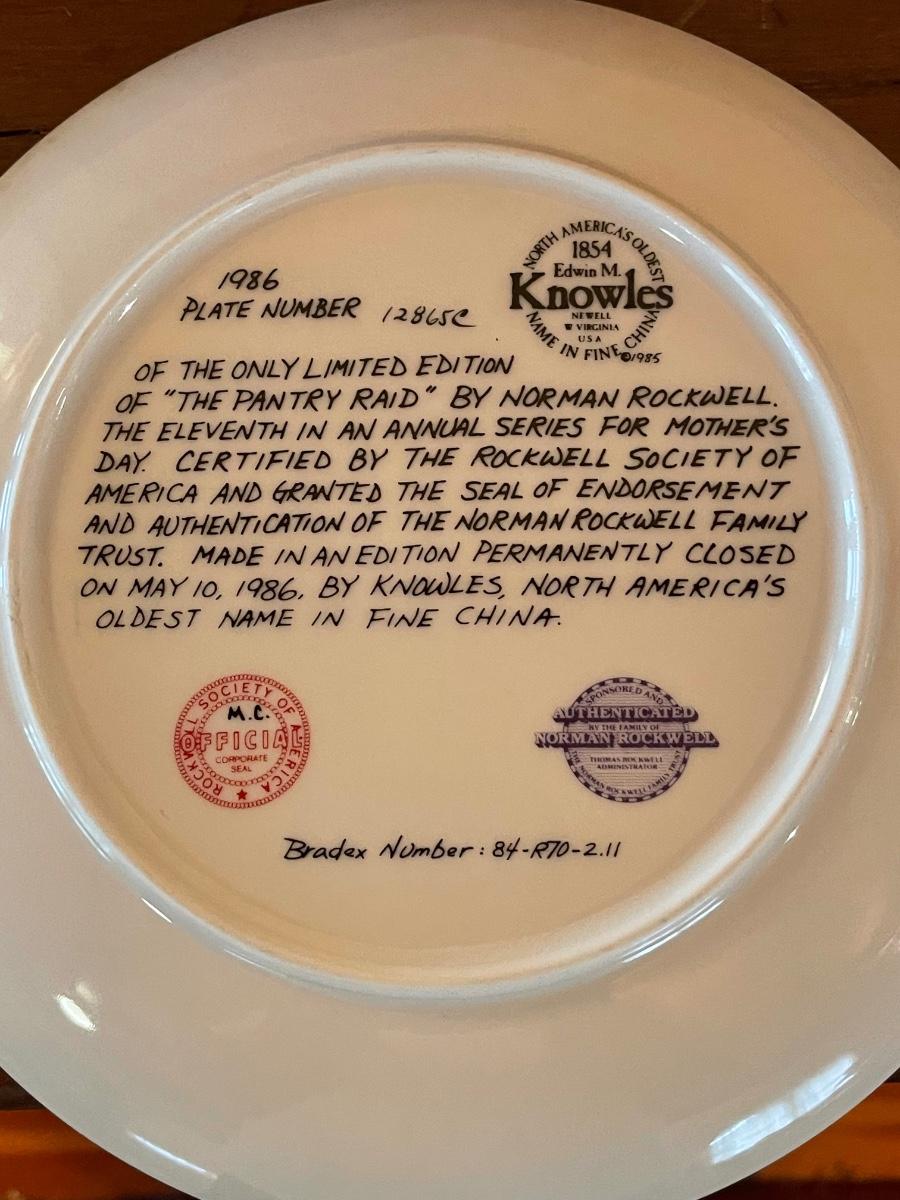 1986
PLATE NUMBER 12865C
NORTH AMERICA'S OLDEST
1854
Edwin M.
Knowles
NEWELL
W VIRGINIA
USA
NAME IN FINE CHINA
©1985
OF THE ONLY LIMITED EDITION
OF "THE PANTRY RAID" BY NORMAN ROCKWELL.
THE ELEVENTH IN AN ANNUAL SERIES FOR MOTHER'S
DAY. CERTIFIED BY THE ROCKWELL SOCIETY OF
AMERICA AND GRANTED THE SEAL OF ENDORSEMENT
AND AUTHENTICATION OF THE NORMAN ROCKWELL FAMILY
TRUST. MADE IN AN EDITION PERMANENTLY CLOSED
ON MAY 10, 1986, BY KNOWLES, NORTH AMERICA'S
OLDEST NAME IN FINE CHINA.
ROCKWELL SOCIETY OF AMERICA
M.C.
OFFICIAL
CORPORATE
SEAL
SPONSORED AND
AUTHENTICATED
BY THE FAMILY OF
NORMAN ROCKWELL
THOMAS ROCKWELL
ADMINISTRATOR
THE NORMAN ROCKWELL FAMILY TRUST
Bradex Number: 84-R70-2.11